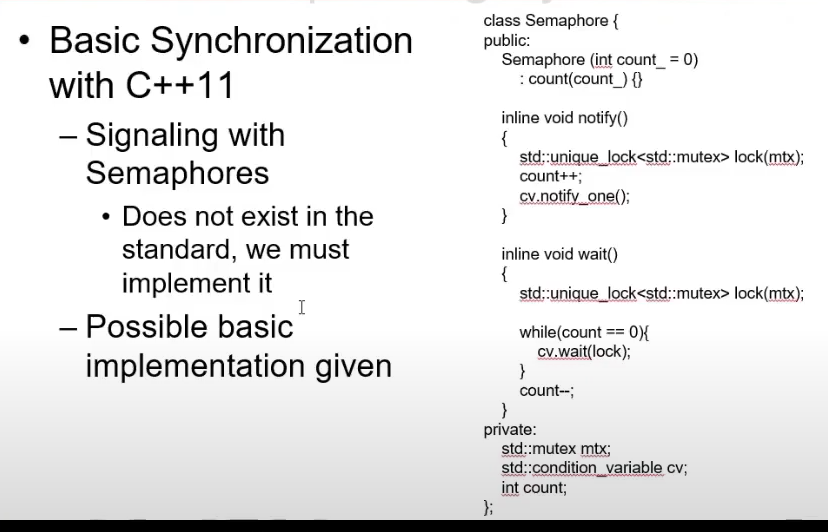 • Basic Synchronization
with C++11
– Signaling with
Semaphores
• Does not exist in the
standard, we must
implement it
– Possible basic
implementation given
class Semaphore {
public:
Semaphore (int count_ = 0)
: count(count_) {}
inline void notify()
{
std::unique_lock<std::mutex> lock(mtx);
count++;
cv.notify_one();
}
inline void wait()
{
std::unique_lock<std::mutex> lock(mtx);
while(count == 0){
cv.wait(lock);
}
count--;
}
private:
std::mutex mtx;
std::condition_variable cv;
int count;
};